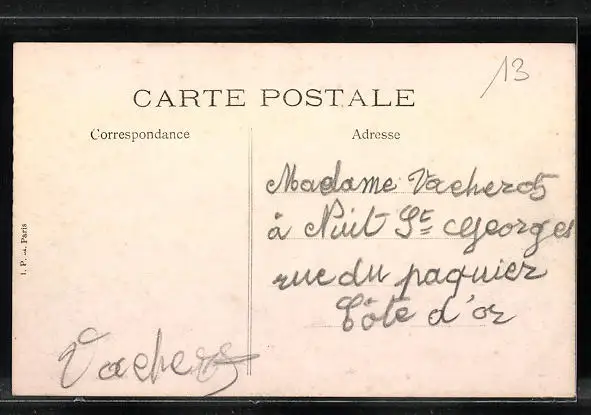 13
CARTE POSTALE
Correspondance
Adresse
Madame Vacherot
à Nuit St Georges
rue du paquier
Côte d'or
Vacherot
Paris